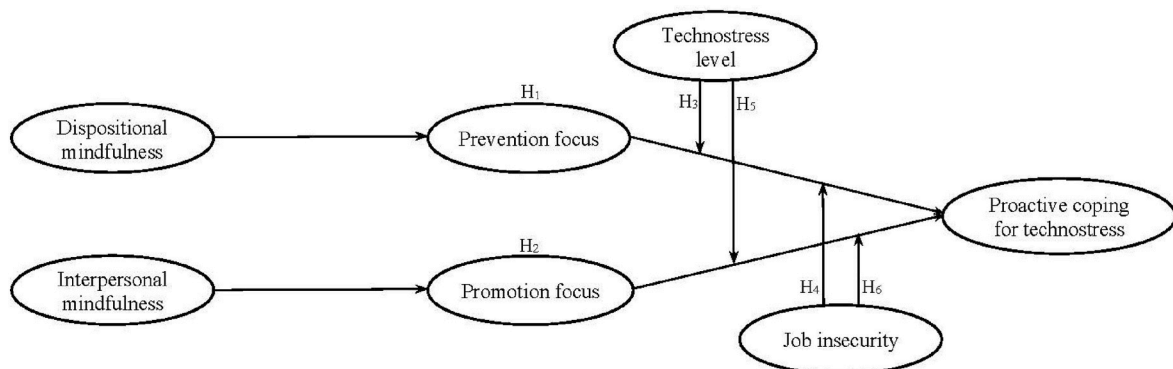 Technostress
level
H₁
H₃
H₅
Dispositional
mindfulness
Prevention focus
Proactive coping
for technostress
H₂
Interpersonal
mindfulness
Promotion focus
H₄
H₆
Job insecurity